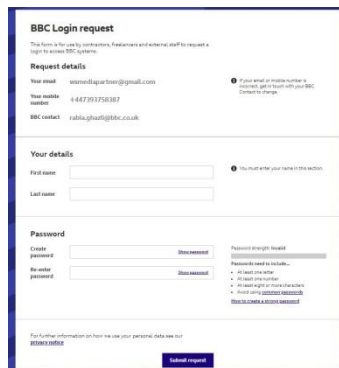 BBC Login request
This form is for use by contractors, freelancers and external staff to request a
login to access BBC systems.
Request details
Your email
Your mobile
number
+447393758387
BBC contact
rabia.ghazli@bbc.co.uk
If your email or mobile number is
incorrect, get in touch with your BBC
Contact to change.
Your details
First name
You must enter your name in this section.
Last name
Password
Create
password
Show password
Re-enter
password
Show password
Password strength: Invalid
Passwords need to include...
At least one letter
At least one number
At least eight or more characters
Avoid using common passwords
How to create a strong password
For further information on how we use your personal data see our
privacy notice
Submit request